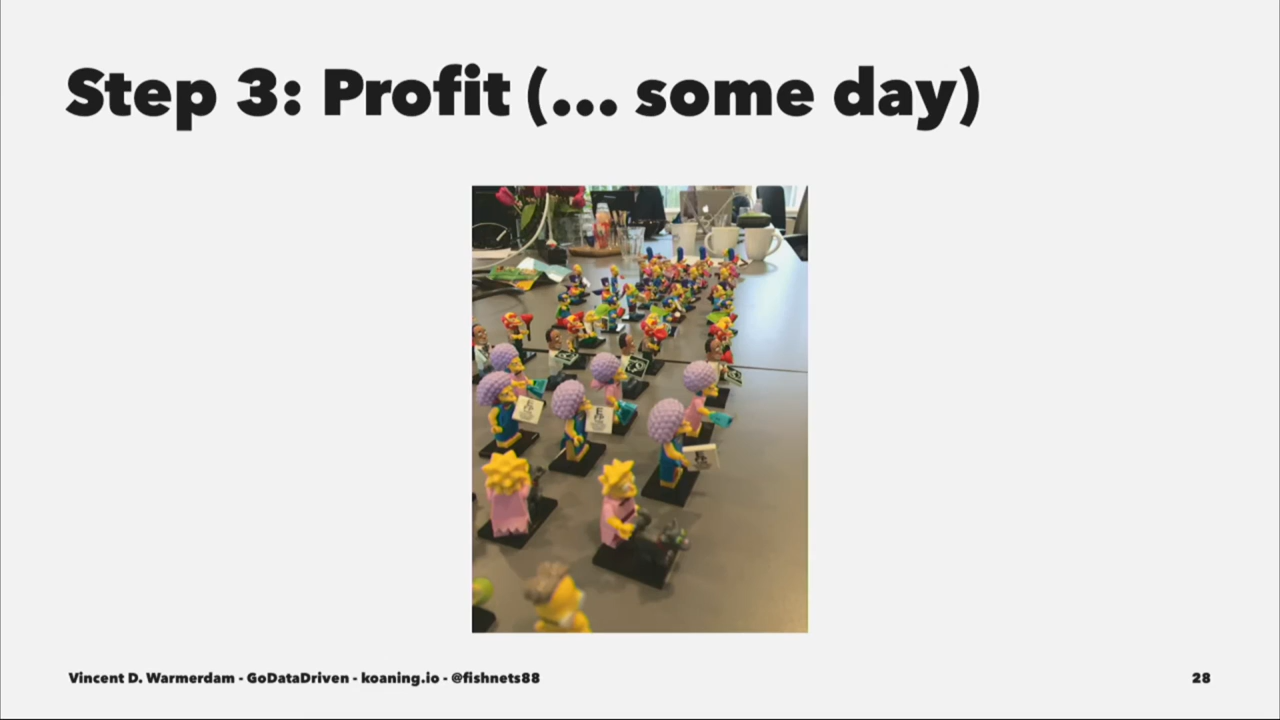 Step 3: Profit (... some day)
Vincent D. Warmerdam - GoDataDriven - koaning.io - @fishnets88
28